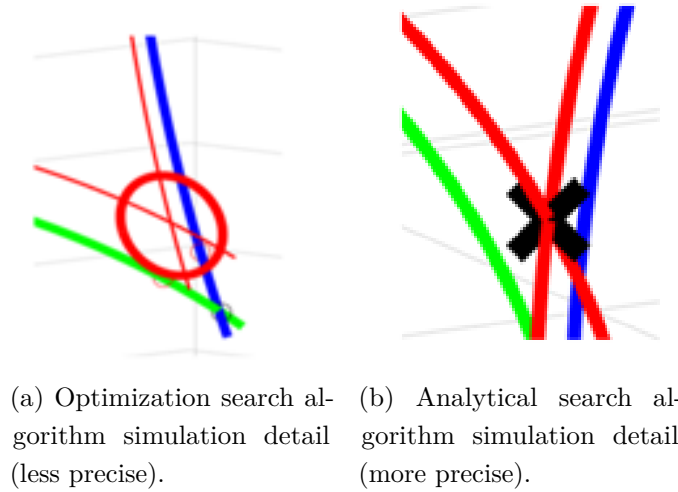 (a) Optimization search al-
gorithm simulation detail
(less precise).
(b) Analytical search al-
gorithm simulation detail
(more precise).